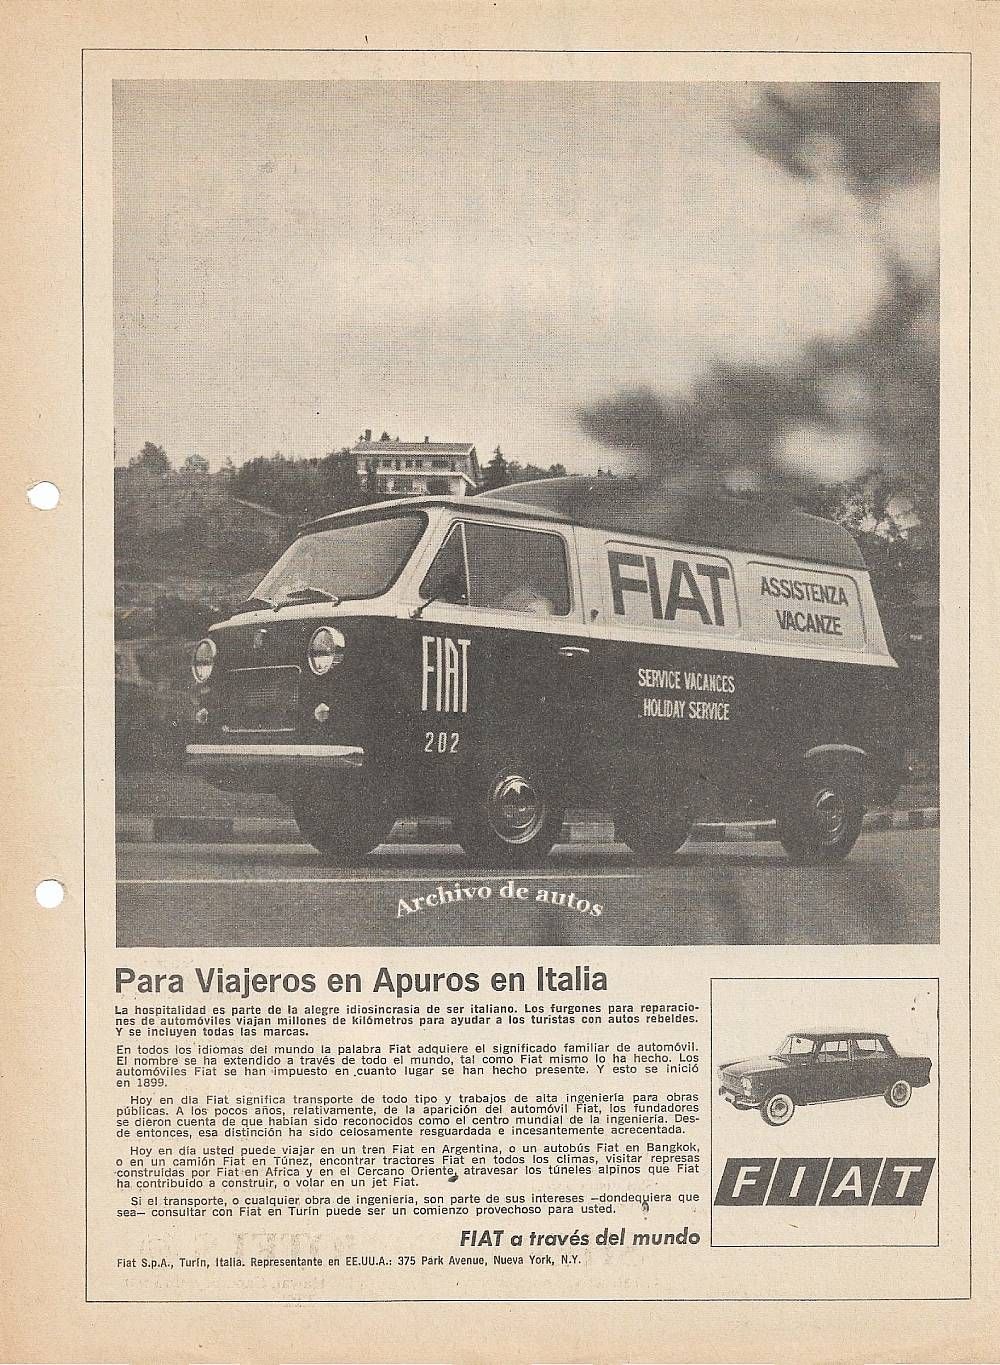 FIAT
ASSISTENZA
VACANZE
FIAT
202
SERVICE VACANCES
HOLIDAY SERVICE
Archivo de autos
Para Viajeros en Apuros en Italia
La hospitalidad es parte de la alegre idiosincrasia de ser italiano. Los furgones para reparacio-
nes de automóviles viajan millones de kilómetros para ayudar a los turistas con autos rebeldes.
Y se incluyen todas las marcas.
En todos los idiomas del mundo la palabra Fiat adquiere el significado familiar de automóvil.
El nombre se ha extendido a través de todo el mundo, tal como Fiat mismo lo ha hecho. Los
automóviles Fiat se han impuesto en cuanto lugar se han hecho presente. Y esto se inició
en 1899.
Hoy en día Fiat significa transporte de todo tipo y trabajos de alta ingeniería para obras
públicas. A los pocos años, relativamente, de la aparición del automóvil Fiat, los fundadores
se dieron cuenta de que habían sido reconocidos como el centro mundial de la ingeniería. Des-
de entonces, esa distinción ha sido celosamente resguardada e incesantemente acrecentada.
Hoy en día usted puede viajar en un tren Fiat en Argentina, o un autobús Fiat en Bangkok,
o en un camión Fiat en Túnez, encontrar tractores Fiat en todos los climas, visitar represas
construidas por Fiat en Africa y en el Cercano Oriente, atravesar los túneles alpinos que Fiat
ha contribuido a construir, o volar en un jet Fiat.
Si el transporte, o cualquier obra de ingeniería, son parte de sus intereses —dondequiera que
sea— consultar con Fiat en Turín puede ser un comienzo provechoso para usted.
FIAT a través del mundo
Fiat S.p.A., Turín, Italia. Representante en EE.UU.A.: 375 Park Avenue, Nueva York, N.Y.
FIAT